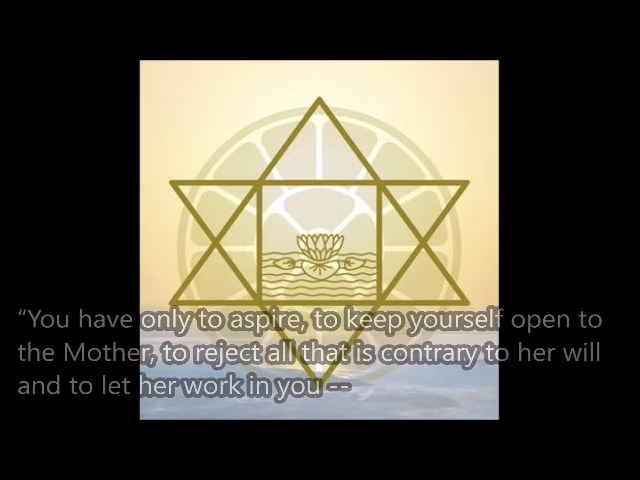 “You have only to aspire, to keep yourself open to
the Mother, to reject all that is contrary to her will
and to let her work in you --